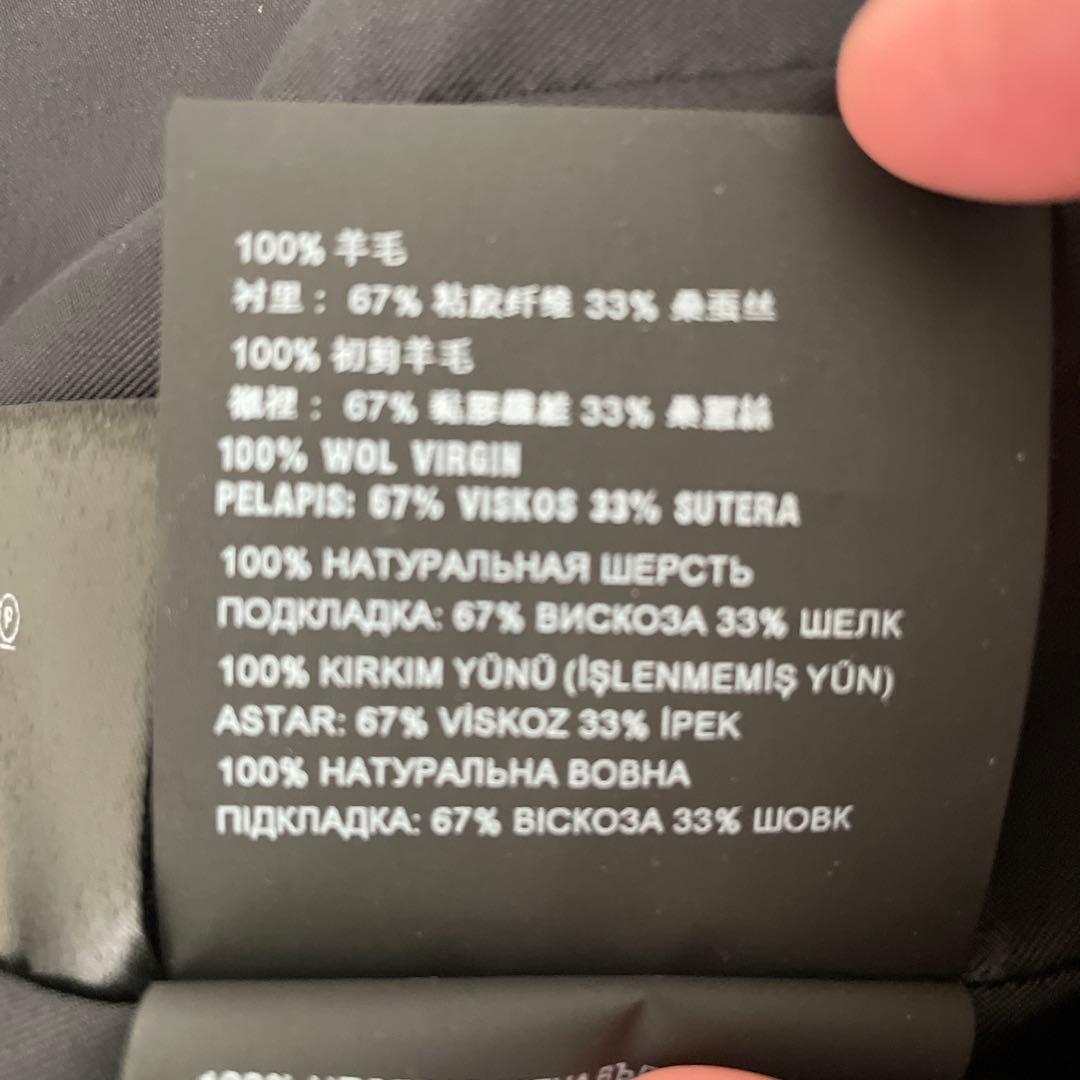 100% 羊毛
衬里： 67% 粘胶纤维 33% 桑蚕丝
100% 初剪羊毛
襯裡： 67% 黏膠纖維 33% 桑蠶絲
100% WOL VIRGIN
PELAPIS: 67% VISKOS 33% SUTERA
100% НАТУРАЛЬНАЯ ШЕРСТЬ
ПОДКЛАДКА: 67% ВИСКОЗА 33% ШЕЛК
100% KIRKIM YÜNÜ (İŞLENMEMİŞ YÜN)
ASTAR: 67% VİSKOZ 33% İPEK
100% НАТУРАЛЬНА ВОВНА
ПІДКЛАДКА: 67% ВІСКОЗА 33% ШОВК
P
100%